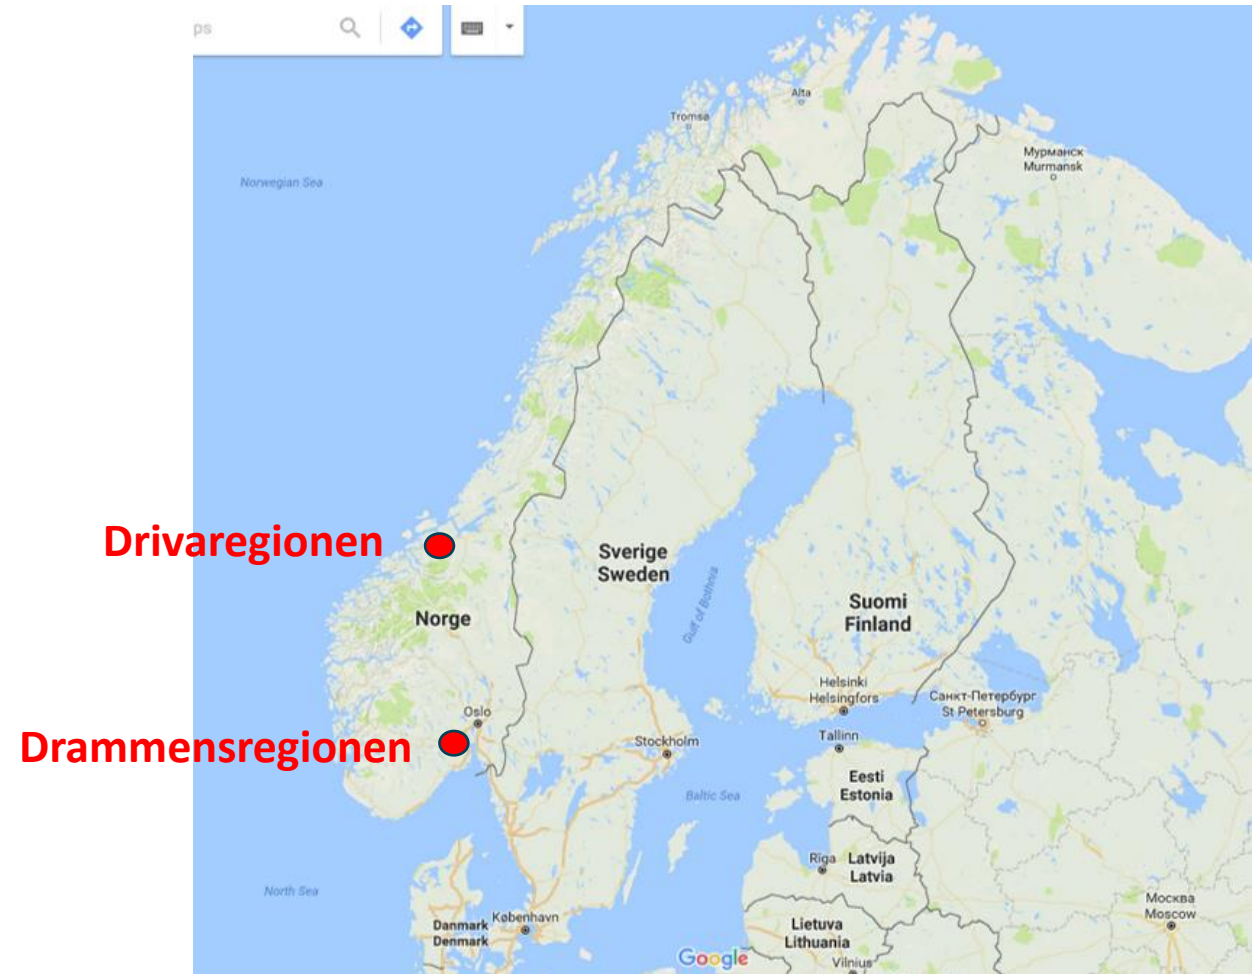 ps
Alta
Tromsø
Мурманск
Murmansk
Norwegian Sea
Drivaregionen
Sverige
Sweden
Gulf of Bothnia
Suomi
Finland
Norge
Helsinki
Helsingfors
Санкт-Петербург
St Petersburg
Oslo
Drammensregionen
Stockholm
Tallinn
Eesti
Estonia
Baltic Sea
Rīga
Latvija
Latvia
North Sea
Москва
Moscow
Danmark
Denmark
København
Lietuva
Lithuania
Google
Vilnius